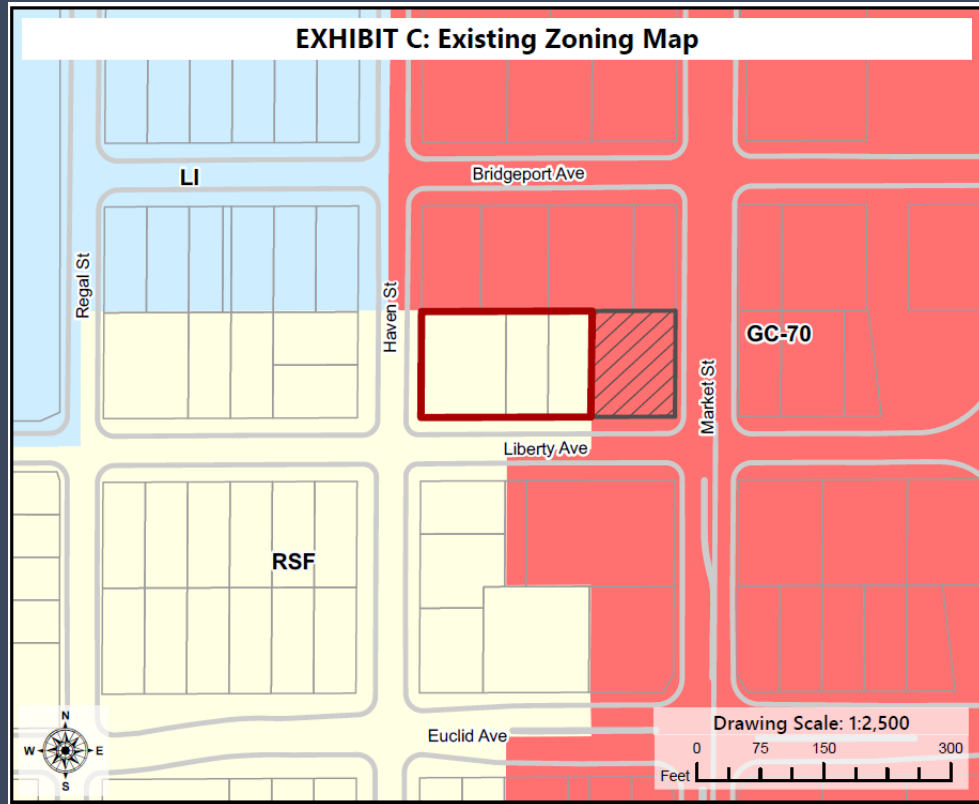 EXHIBIT C: Existing Zoning Map
LI
Bridgeport Ave
Regal St
Haven St
GC-70
Market St
Liberty Ave
RSF
Euclid Ave
N
W E
S
Drawing Scale: 1:2,500
0 75 150 300
Feet